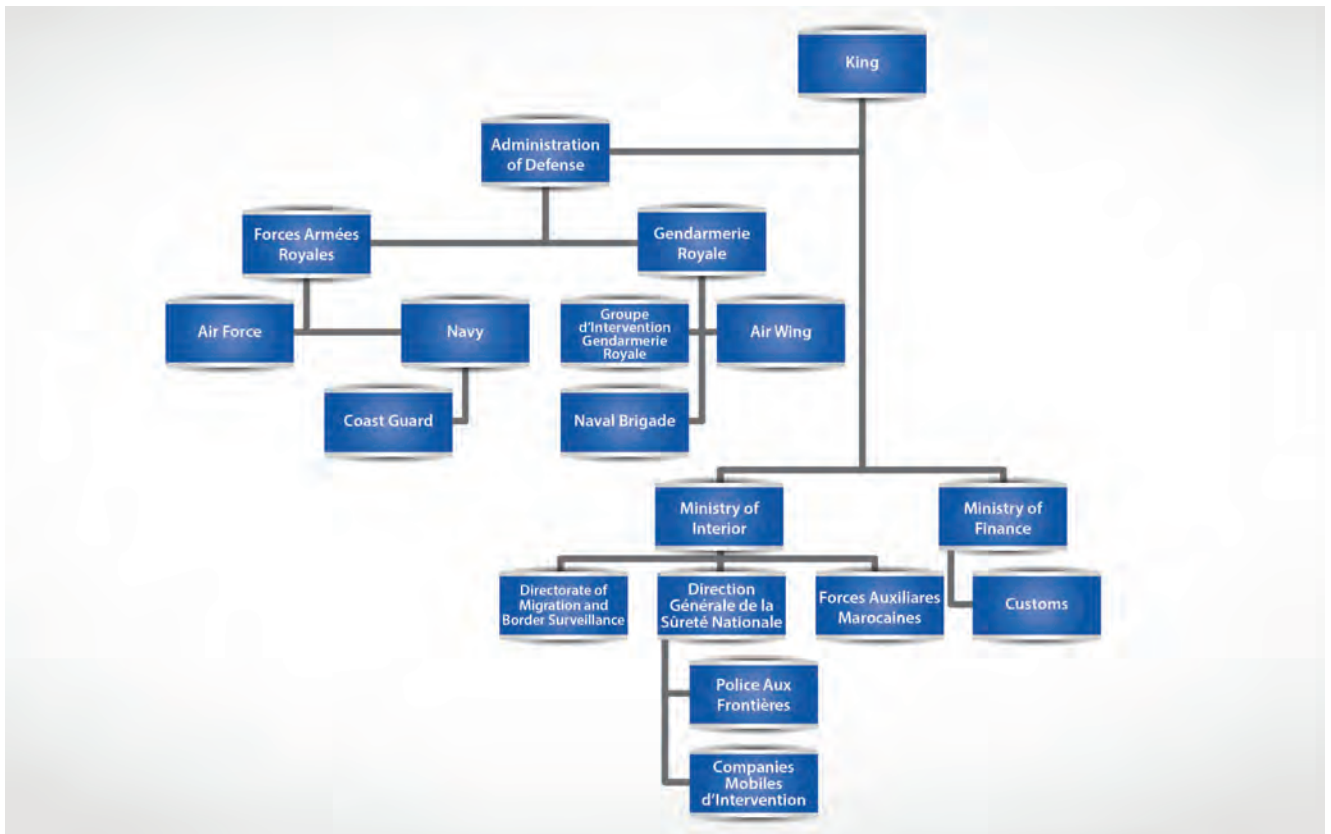 King
Administration
of Defense
Forces Armées
Royales
Gendarmerie
Royale
Air Force
Navy
Groupe
d'Intervention
Gendarmerie
Royale
Air Wing
Coast Guard
Naval Brigade
Ministry of
Interior
Ministry of
Finance
Directorate of
Migration and
Border Surveillance
Direction
Générale de la
Sûreté Nationale
Forces Auxiliares
Marocaines
Customs
Police Aux
Frontières
Companies
Mobiles
d'Intervention